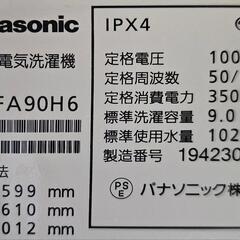 asonic
電気洗濯機
FA90H6
法
599 mm
610 mm
012 mm
IPX4
定格電圧 100
定格周波数 50/
定格消費電力 350
標準洗濯容量 9.0
標準使用水量 102
製造番号 194230
PSE パナソニック株